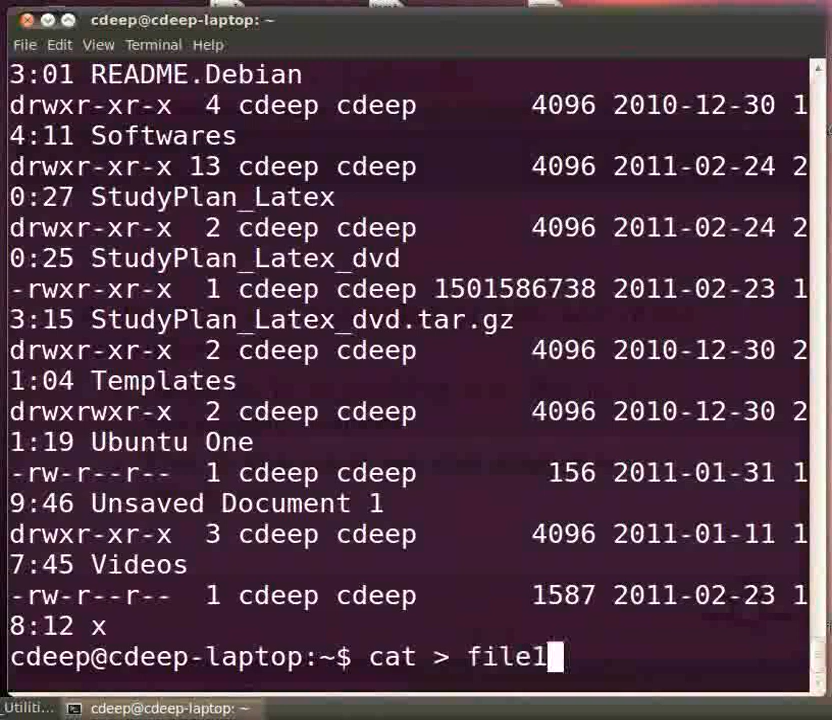 cdeep@cdeep-laptop: ~
File Edit View Terminal Help
3:01 README.Debian
drwxr-xr-x  4 cdeep cdeep       4096 2010-12-30 1
4:11 Softwares
drwxr-xr-x 13 cdeep cdeep       4096 2011-02-24 2
0:27 StudyPlan_Latex
drwxr-xr-x  2 cdeep cdeep       4096 2011-02-24 2
0:25 StudyPlan_Latex_dvd
-rwxr-xr-x  1 cdeep cdeep 1501586738 2011-02-23 1
3:15 StudyPlan_Latex_dvd.tar.gz
drwxr-xr-x  2 cdeep cdeep       4096 2010-12-30 2
1:04 Templates
drwxrwxr-x  2 cdeep cdeep       4096 2010-12-30 2
1:19 Ubuntu One
-rw-r--r--  1 cdeep cdeep        156 2011-01-31 1
9:46 Unsaved Document 1
drwxr-xr-x  3 cdeep cdeep       4096 2011-01-11 1
7:45 Videos
-rw-r--r--  1 cdeep cdeep       1587 2011-02-23 1
8:12 x
cdeep@cdeep-laptop:~$ cat > file1
Utiliti... cdeep@cdeep-laptop: ~